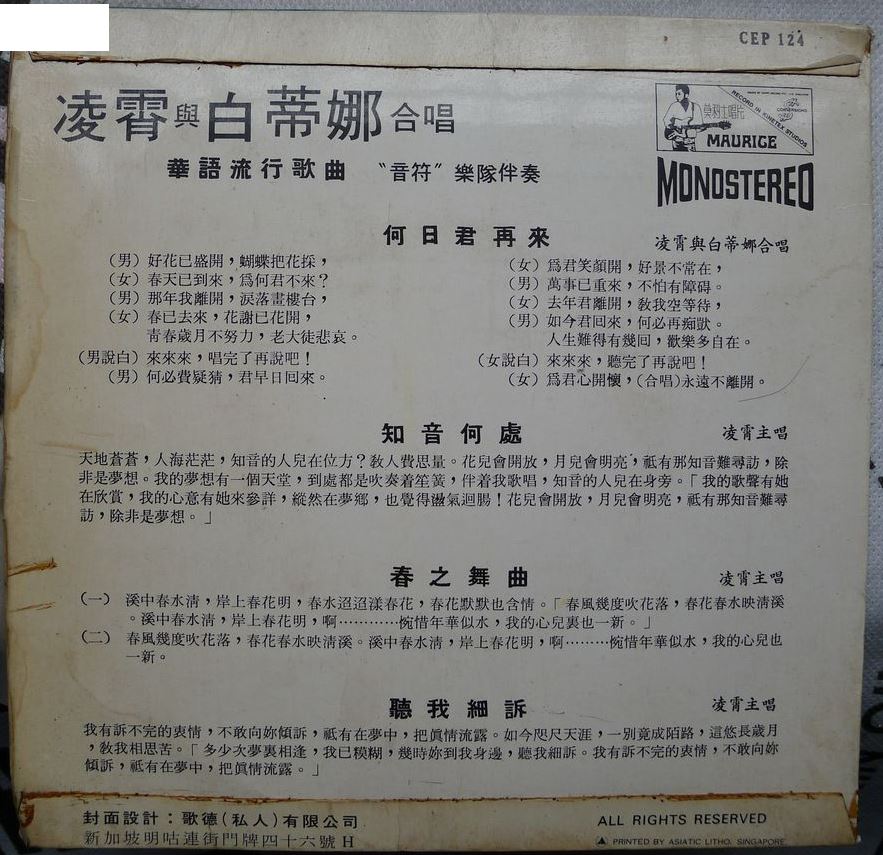 CEP 124
凌霄與白蒂娜合唱
華語流行歌曲 “音符”樂隊伴奏
RECORD IN KINETEX STUDIOS
MAURICE
MONOSTEREO
何日君再來
凌霄與白蒂娜合唱
（男）好花已盛開，蝴蝶把花採，
（女）春天已到來，爲何君不來？
（男）那年我離開，淚落畫樓台，
（女）春已去來，花謝已花開，
靑春歲月不努力，老大徒悲哀。
（男說白）來來來，唱完了再說吧！
（男）何必費疑猜，君早日囘來。
（女）爲君笑顏開，好景不常在，
（男）萬事已重來，不怕有障碍。
（女）去年君離開，敎我空等待，
（男）如今君囘來，何必再痴獃。
人生難得有幾囘，歡樂多自在。
（女說白）來來來，聽完了再說吧！
（女）爲君心開懷，（合唱）永遠不離開。
知音何處
凌霄主唱
天地蒼蒼，人海茫茫，知音的人兒在位方？敎人費思量。花兒會開放，月兒會明亮，祗有那知音難尋訪，除
非是夢想。我的夢想有一個天堂，到處都是吹奏着笙簧，伴着我歌唱，知音的人兒在身旁。「我的歌聲有她
在欣賞，我的心意有她來參詳，縱然在夢鄉，也覺得盪氣迴腸！花兒會開放，月兒會明亮，祗有那知音難尋
訪，除非是夢想。」
春之舞曲
凌霄主唱
（一） 溪中春水淸，岸上春花明，春水迢迢漾春花，春花默默也含情。「春風幾度吹花落，春花春水映淸溪
。溪中春水淸，岸上春花明，啊…………惋惜年華似水，我的心兒裏也一新。」
（二） 春風幾度吹花落，春花春水映淸溪。溪中春水淸，岸上春花明，啊………惋惜年華似水，我的心兒也
一新。
聽我細訴
凌霄主唱
我有訴不完的衷情，不敢向妳傾訴，祗有在夢中，把眞情流露。如今咫尺天涯，一別竟成陌路，這悠長歲月
，敎我相思苦。「多少次夢裏相逢，我已糢糊，幾時妳到我身邊，聽我細訴。我有訴不完的衷情，不敢向妳
傾訴，祗有在夢中，把眞情流露。」
封面設計：歌德（私人）有限公司
新加坡明咕連街門牌四十六號H
ALL RIGHTS RESERVED
PRINTED BY ASIATIC LITHO, SINGAPORE